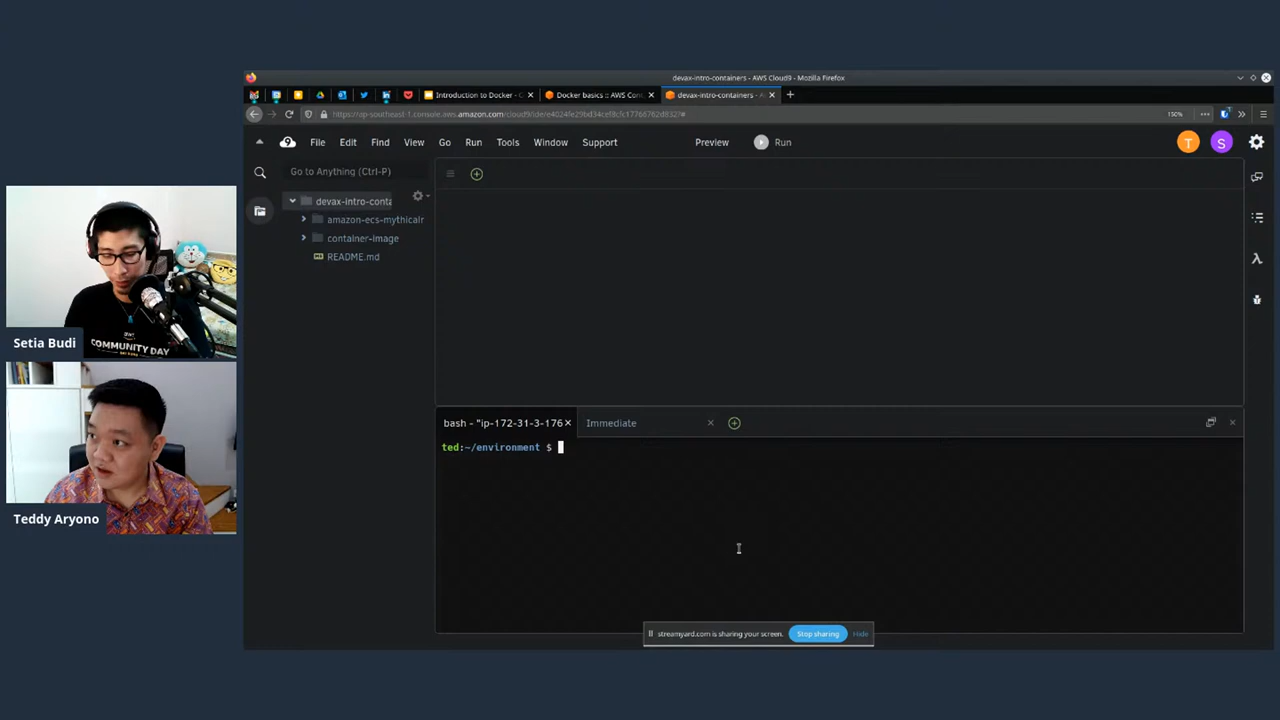 devax-intro-containers - AWS Cloud9 - Mozilla Firefox
Introduction to Docker -
Docker basics :: AWS Con
devax-intro-containers - A
150%
File Edit Find View Go Run Tools Window Support Preview Run
T S
Go to Anything (Ctrl-P)
devax-intro-conta
amazon-ecs-mythicalr
container-image
README.md
COMMUNITY DAY
Setia Budi
Teddy Aryono
bash - "ip-172-31-3-176
Immediate
ted:~/environment $
streamyard.com is sharing your screen. Stop sharing Hide